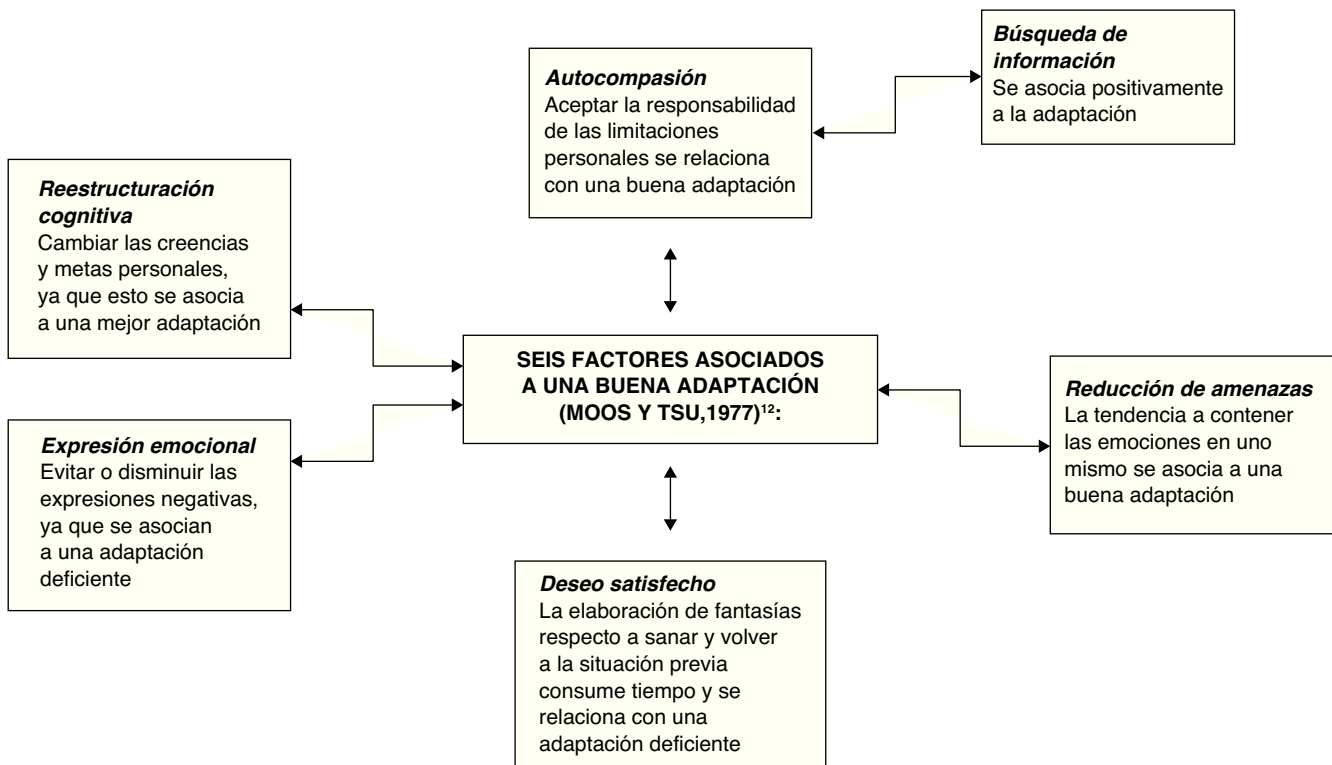 Búsqueda de
información
Se asocia positivamente
a la adaptación
Autocompasión
Aceptar la responsabilidad
de las limitaciones
personales se relaciona
con una buena adaptación
Reestructuración
cognitiva
Cambiar las creencias
y metas personales,
ya que esto se asocia
a una mejor adaptación
SEIS FACTORES ASOCIADOS
A UNA BUENA ADAPTACIÓN
(MOOS Y TSU,1977)¹²:
Reducción de amenazas
La tendencia a contener
las emociones en uno
mismo se asocia a una
buena adaptación
Expresión emocional
Evitar o disminuir las
expresiones negativas,
ya que se asocian
a una adaptación
deficiente
Deseo satisfecho
La elaboración de fantasías
respecto a sanar y volver
a la situación previa
consume tiempo y se
relaciona con una
adaptación deficiente